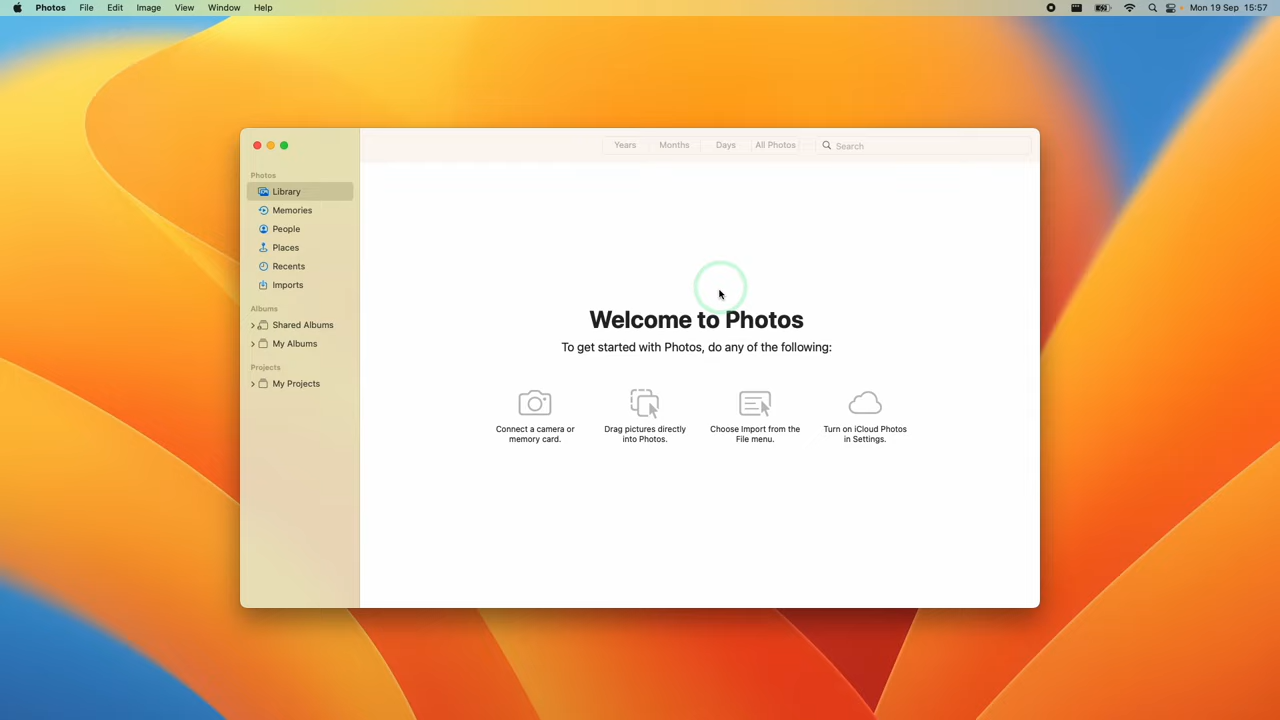 Photos File Edit Image View Window Help Mon 19 Sep 15:57
Years Months Days All Photos Search
Photos
Library
Memories
People
Places
Recents
Imports
Albums
Shared Albums
My Albums
Projects
My Projects
Welcome to Photos
To get started with Photos, do any of the following:
Connect a camera or
memory card.
Drag pictures directly
into Photos.
Choose Import from the
File menu.
Turn on iCloud Photos
in Settings.